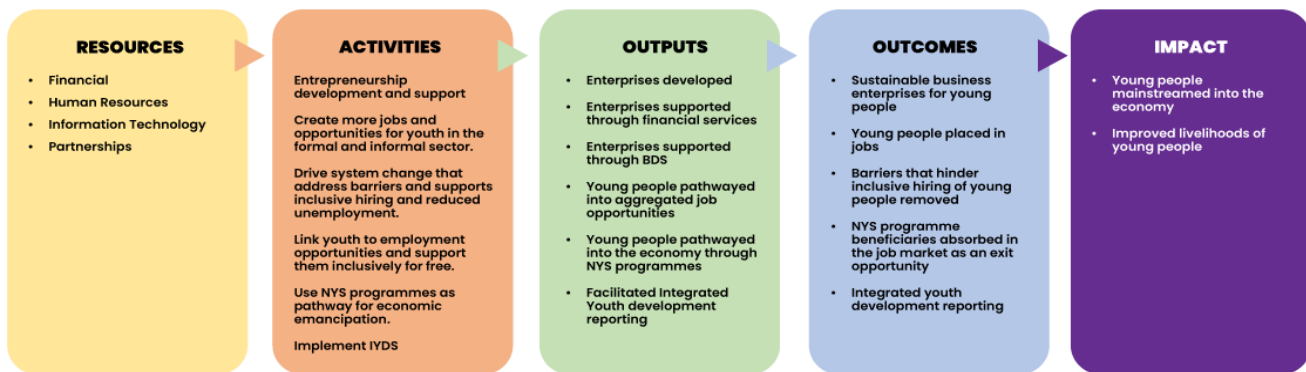 RESOURCES
• Financial
• Human Resources
• Information Technology
• Partnerships
ACTIVITIES
Entrepreneurship
development and support
Create more jobs and
opportunities for youth in the
formal and informal sector.
Drive system change that
address barriers and supports
inclusive hiring and reduced
unemployment.
Link youth to employment
opportunities and support
them inclusively for free.
Use NYS programmes as
pathway for economic
emancipation.
Implement IYDS
OUTPUTS
• Enterprises developed
• Enterprises supported
through financial services
• Enterprises supported
through BDS
• Young people pathwayed
into aggregated job
opportunities
• Young people pathwayed
into the economy through
NYS programmes
• Facilitated Integrated
Youth development
reporting
OUTCOMES
• Sustainable business
enterprises for young
people
• Young people placed in
jobs
• Barriers that hinder
inclusive hiring of young
people removed
• NYS programme
beneficiaries absorbed in
the job market as an exit
opportunity
• Integrated youth
development reporting
IMPACT
• Young people
mainstreamed into the
economy
• Improved livelihoods of
young people